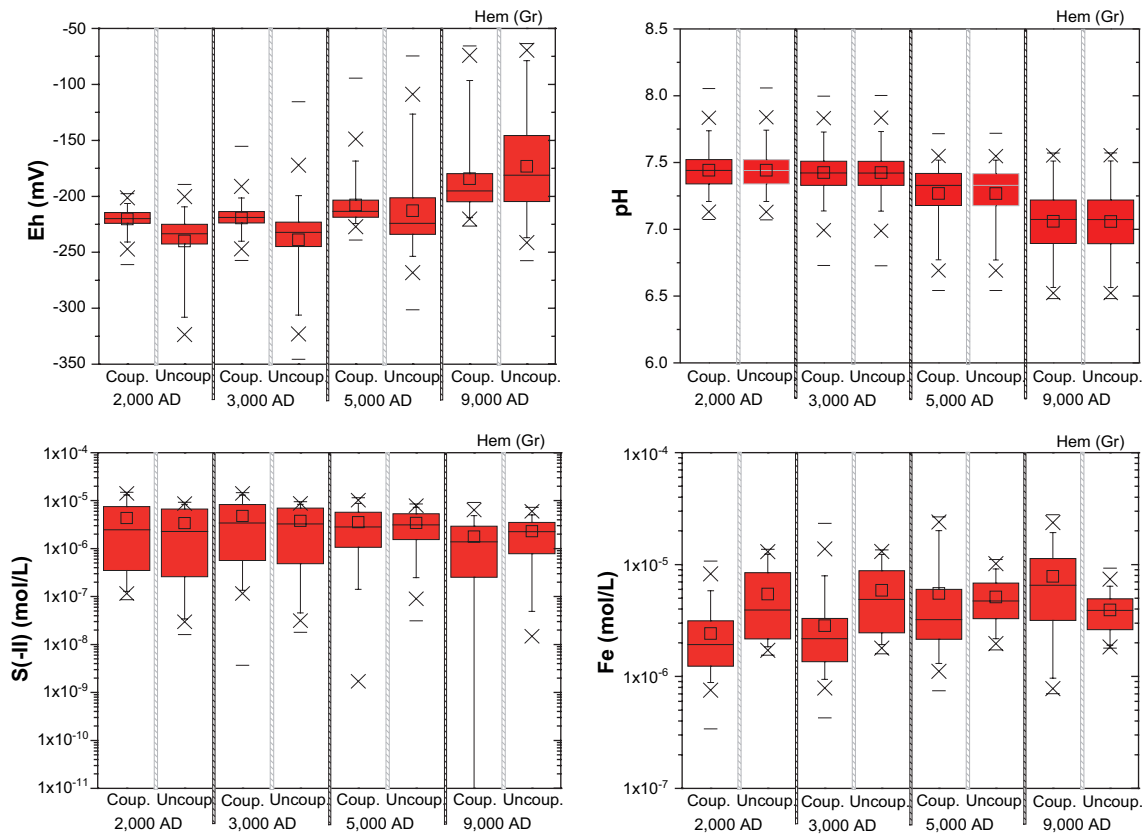 Hem (Gr)
Eh (mV)
-50
-100
-150
-200
-250
-300
-350
Coup. Uncoup. Coup. Uncoup. Coup. Uncoup. Coup. Uncoup.
2,000 AD 3,000 AD 5,000 AD 9,000 AD
Hem (Gr)
pH
8.5
8.0
7.5
7.0
6.5
6.0
Coup. Uncoup. Coup. Uncoup. Coup. Uncoup. Coup. Uncoup.
2,000 AD 3,000 AD 5,000 AD 9,000 AD
Hem (Gr)
S(-II) (mol/L)
1x10⁻⁴
1x10⁻⁵
1x10⁻⁶
1x10⁻⁷
1x10⁻⁸
1x10⁻⁹
1x10⁻¹⁰
1x10⁻¹¹
Coup. Uncoup. Coup. Uncoup. Coup. Uncoup. Coup. Uncoup.
2,000 AD 3,000 AD 5,000 AD 9,000 AD
Hem (Gr)
Fe (mol/L)
1x10⁻⁴
1x10⁻⁵
1x10⁻⁶
1x10⁻⁷
Coup. Uncoup. Coup. Uncoup. Coup. Uncoup. Coup. Uncoup.
2,000 AD 3,000 AD 5,000 AD 9,000 AD